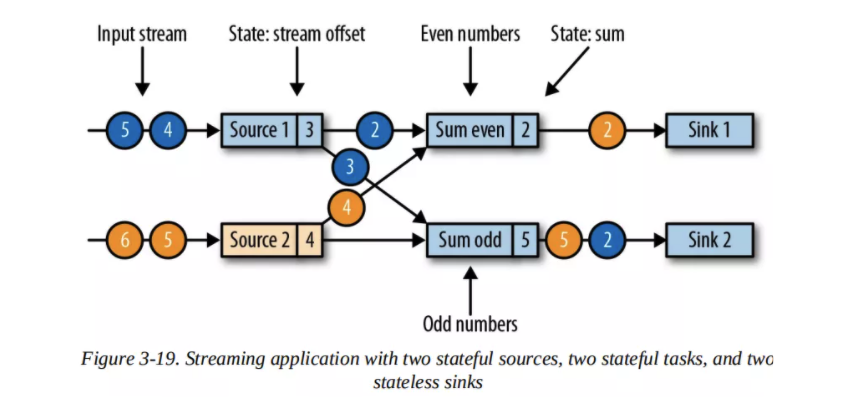 Input stream
State: stream offset
Even numbers
State: sum
5
4
Source 1
3
2
Sum even
2
2
Sink 1
3
4
6
5
Source 2
4
Sum odd
5
5
2
Sink 2
Odd numbers
Figure 3-19. Streaming application with two stateful sources, two stateful tasks, and two
stateless sinks